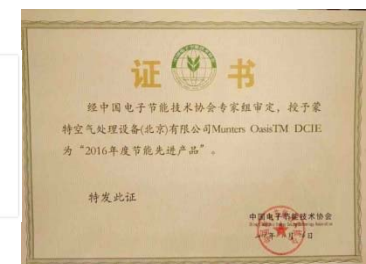 证 书
经中国电子节能技术协会专家组审定，授予蒙
特空气处理设备(北京)有限公司Munters OasisTM DCIE
为“2016年度节能先进产品”。
特发此证
中国电子节能技术协会